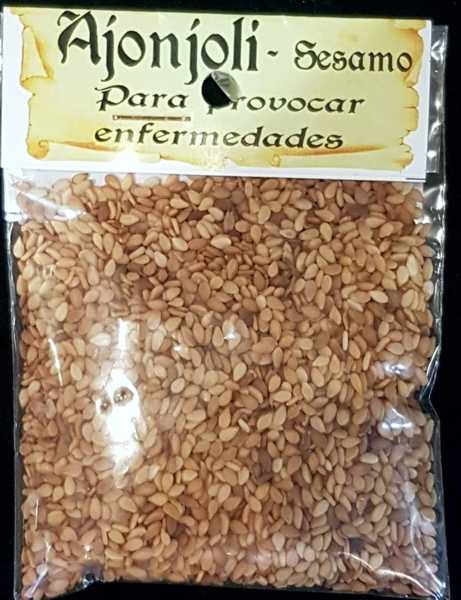 Ajonjoli - Sesamo
Para provocar
enfermedades